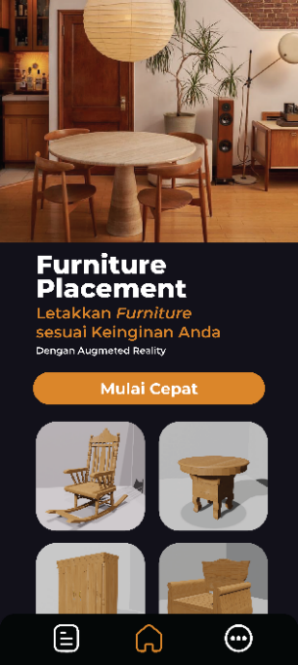 Furniture
Placement
Letakkan Furniture
sesuai Keinginan Anda
Dengan Augmeted Reality
Mulai Cepat